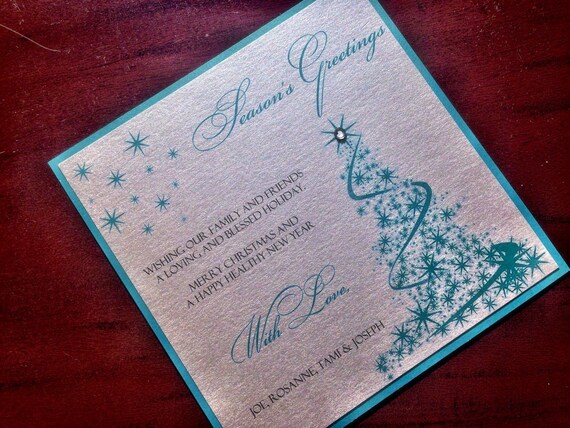 Season's Greetings
WISHING, OUR FAMILY AND FRIENDS
A LOVING AND BLESSED HOLIDAY.
MERRY CHRISTMAS AND
A HAPPY HEALTHY NEW YEAR
With Love,
JOE, ROSANNE, TAMI & JOSEPH